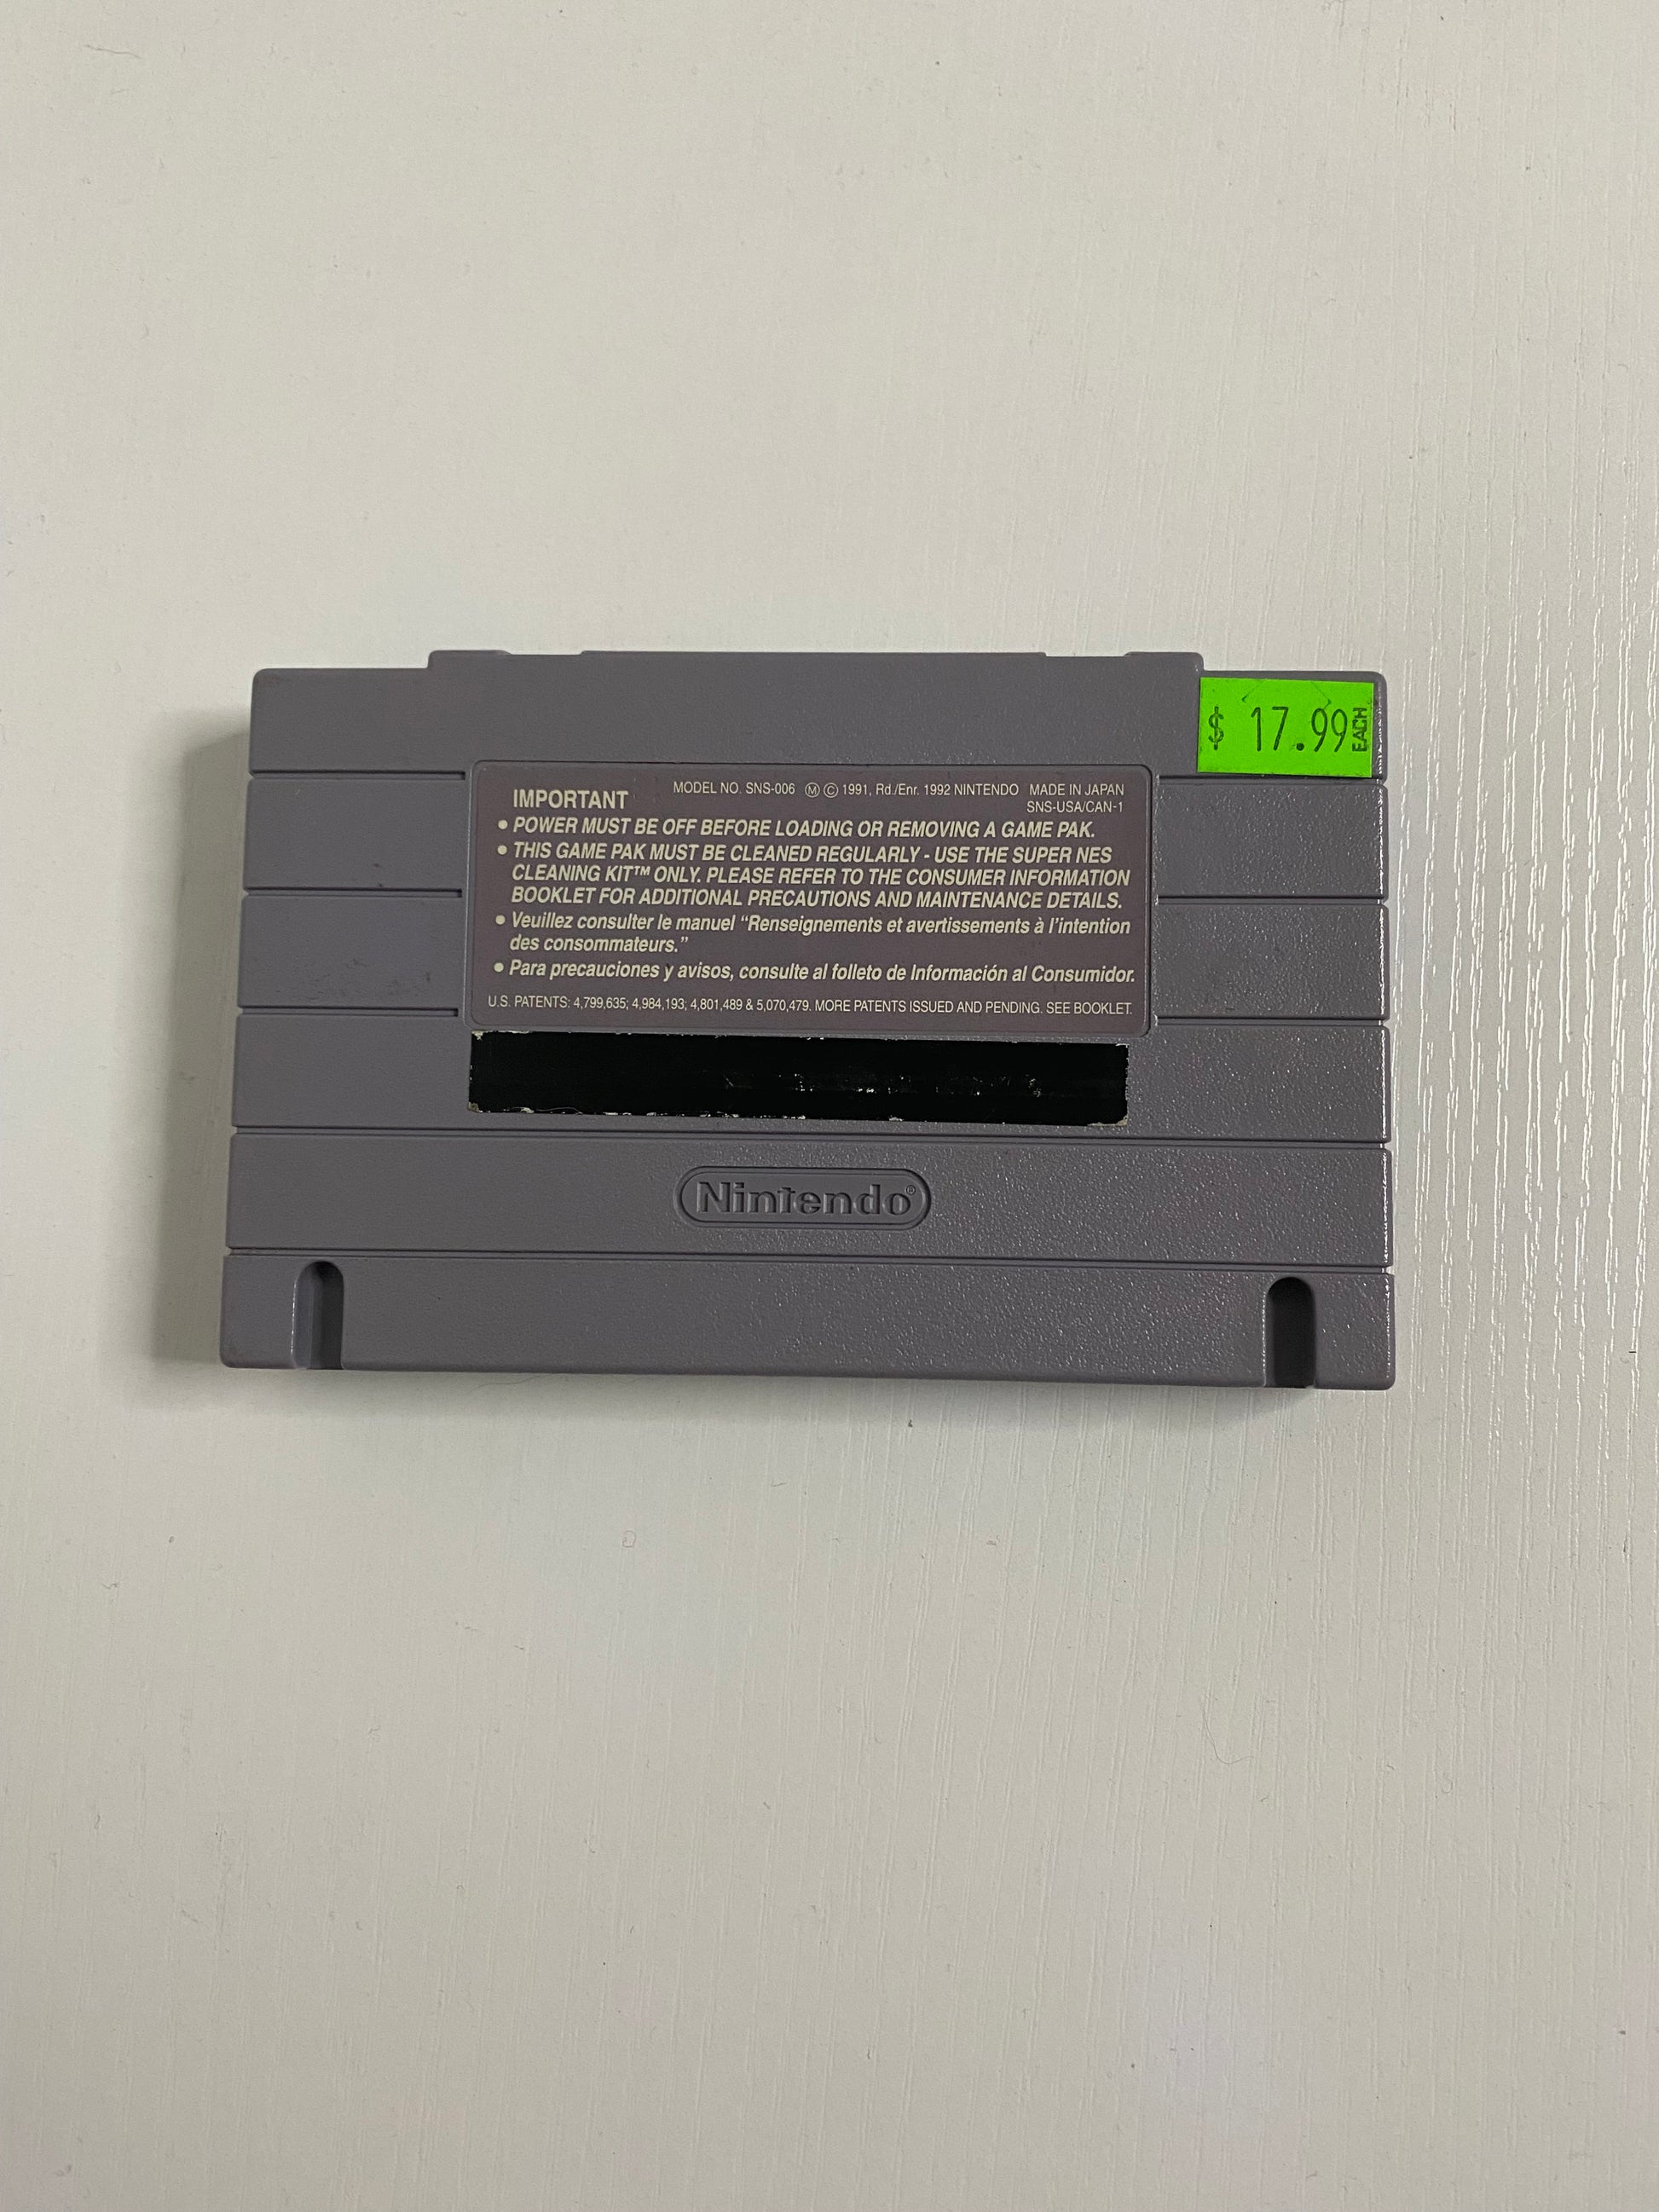 $ 17.99 EACH
MODEL NO. SNS-006 Ⓜ © 1991, Rd./Enr. 1992 NINTENDO MADE IN JAPAN
SNS-USA/CAN-1
IMPORTANT
• POWER MUST BE OFF BEFORE LOADING OR REMOVING A GAME PAK.
• THIS GAME PAK MUST BE CLEANED REGULARLY - USE THE SUPER NES
CLEANING KIT™ ONLY. PLEASE REFER TO THE CONSUMER INFORMATION
BOOKLET FOR ADDITIONAL PRECAUTIONS AND MAINTENANCE DETAILS.
• Veuillez consulter le manuel “Renseignements et avertissements à l’intention
des consommateurs.”
• Para precauciones y avisos, consulte al folleto de Información al Consumidor.
U.S. PATENTS: 4,799,635; 4,984,193; 4,801,489 & 5,070,479. MORE PATENTS ISSUED AND PENDING. SEE BOOKLET.
Nintendo®